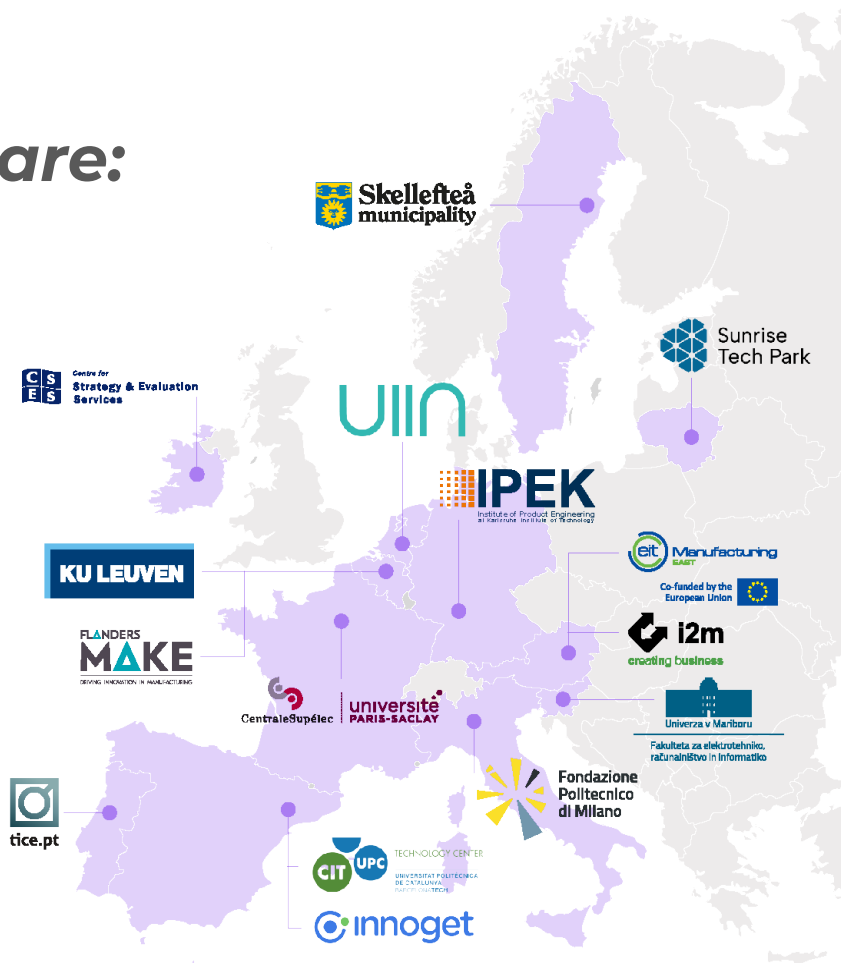 are:
Skellefteå
municipality
Sunrise
Tech Park
CS
ES
Centre for
Strategy & Evaluation
Services
UIIN
IPEK
Institute of Product Engineering
at Karlsruhe Institute of Technology
KU LEUVEN
eit Manufacturing
EAST
Co-funded by the
European Union
FLANDERS
MAKE
DRIVING INNOVATION IN MANUFACTURING
i2m
creating business
CentraleSupélec
université
PARIS-SACLAY
Univerza v Mariboru
Fakulteta za elektrotehniko,
računalništvo in informatiko
Fondazione
Politecnico
di Milano
tice.pt
CIT UPC
TECHNOLOGY CENTER
UNIVERSITAT POLITÈCNICA
DE CATALUNYA
BARCELONATECH
innoget